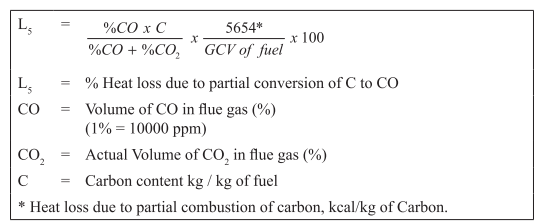 L5 = %CO x C / %CO + %CO2 x 5654* / GCV of fuel x 100
L5 = % Heat loss due to partial conversion of C to CO
CO = Volume of CO in flue gas (%)
(1% = 10000 ppm)
CO2 = Actual Volume of CO2 in flue gas (%)
C = Carbon content kg / kg of fuel
* Heat loss due to partial combustion of carbon, kcal/kg of Carbon.